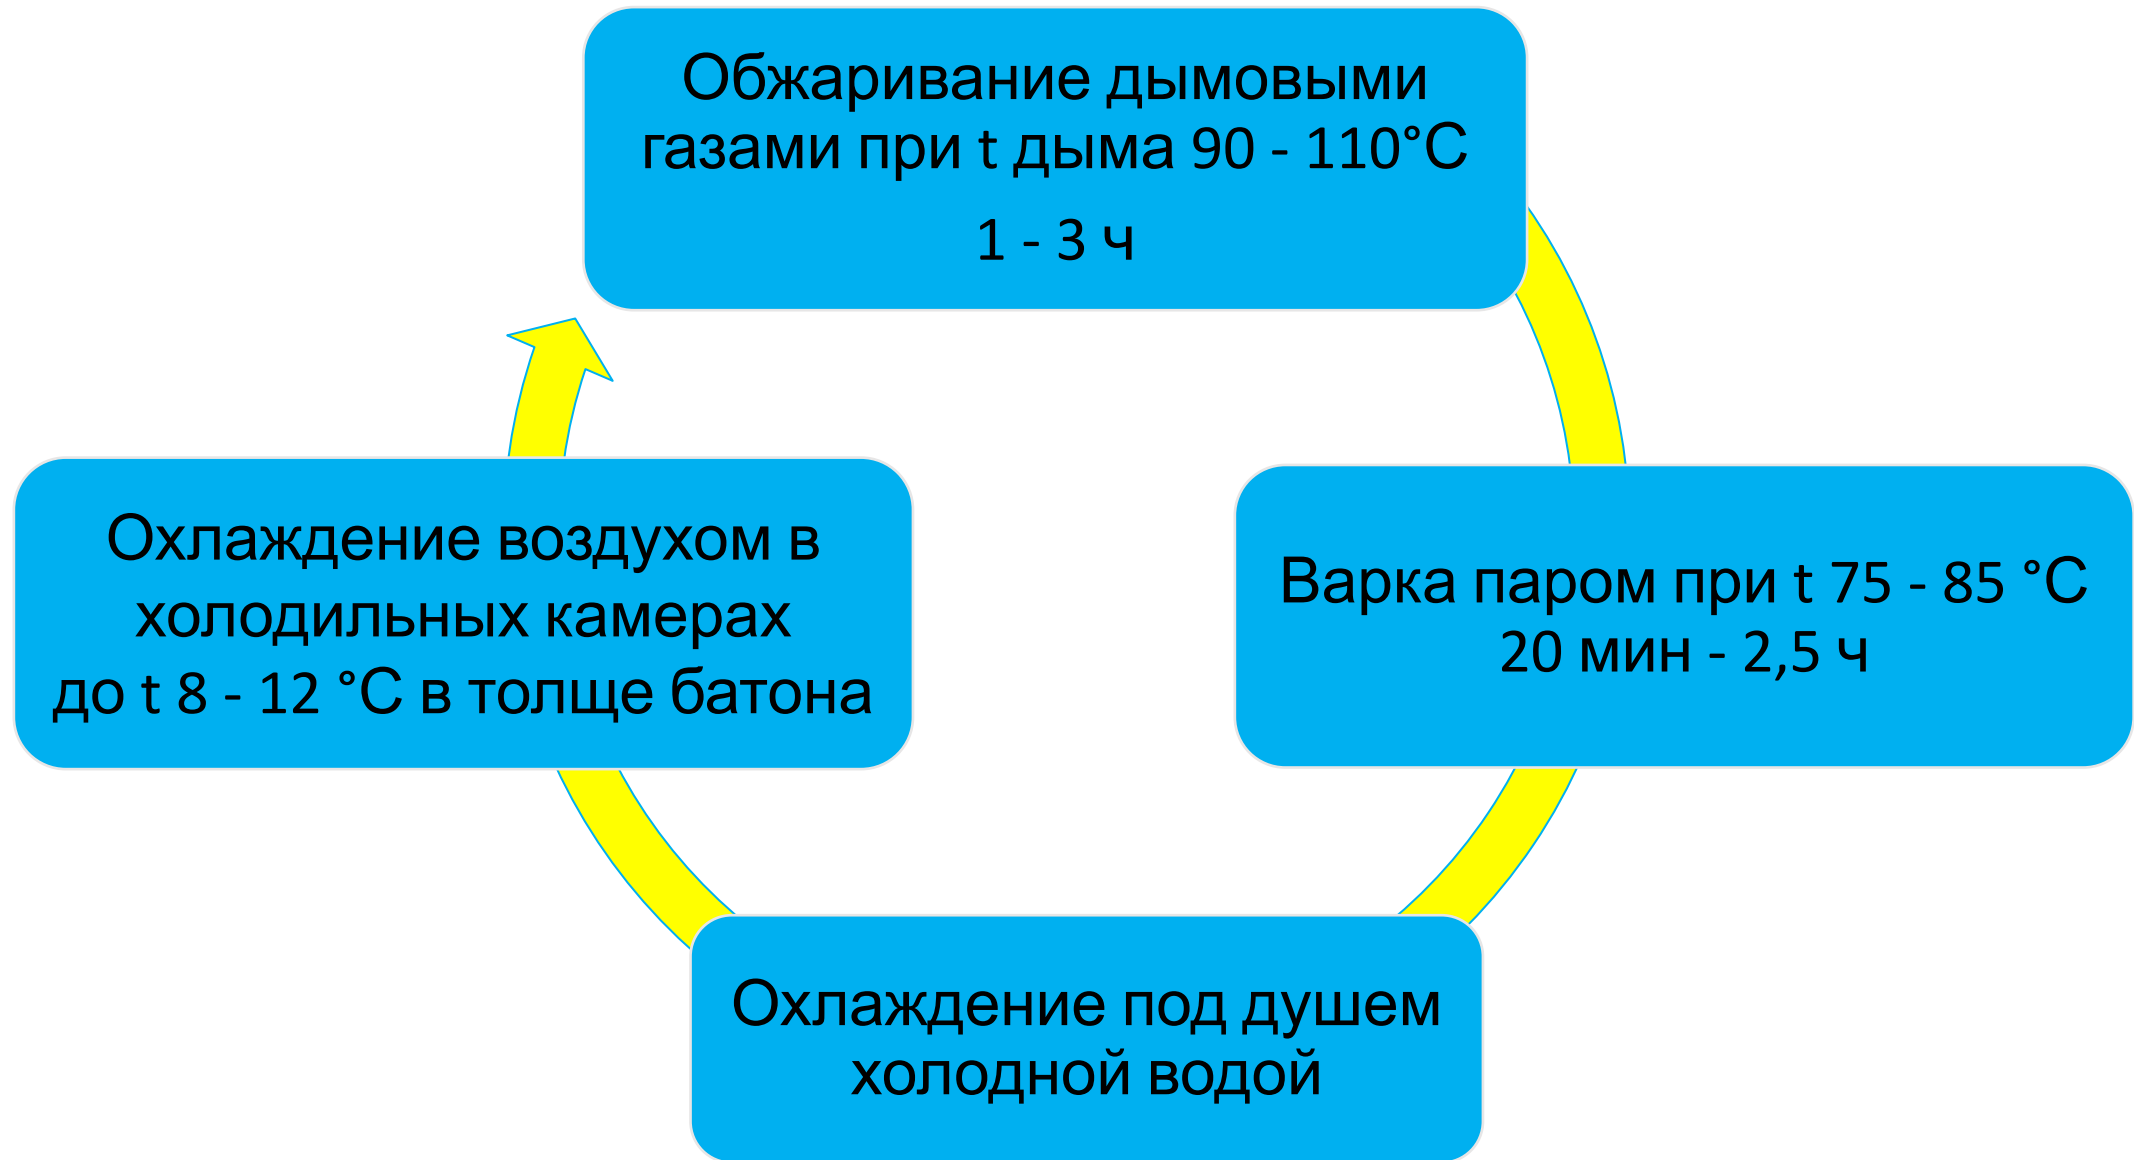 Обжаривание дымовыми
газами при t дыма 90 - 110°С
1 - 3 ч
Варка паром при t 75 - 85 °С
20 мин - 2,5 ч
Охлаждение под душем
холодной водой
Охлаждение воздухом в
холодильных камерах
до t 8 - 12 °С в толще батона